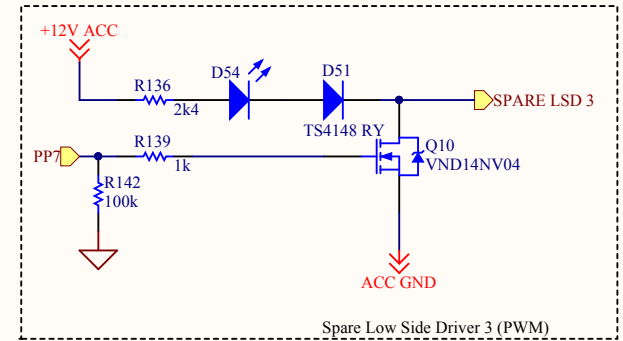 +12V ACC
R136
2k4
D54
D51
TS4148 RY
SPARE LSD 3
PP7
R139
1k
Q10
VND14NV04
R142
100k
ACC GND
Spare Low Side Driver 3 (PWM)